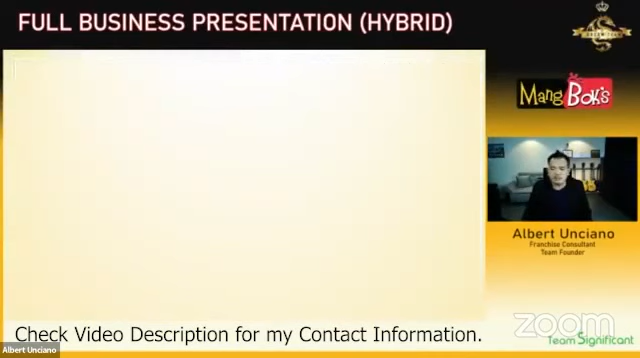 FULL BUSINESS PRESENTATION (HYBRID)
Mang Bok's
Albert Unciano
Franchise Consultant
Team Founder
zoom
Check Video Description for my Contact Information.
Team Significant
Albert Unciano